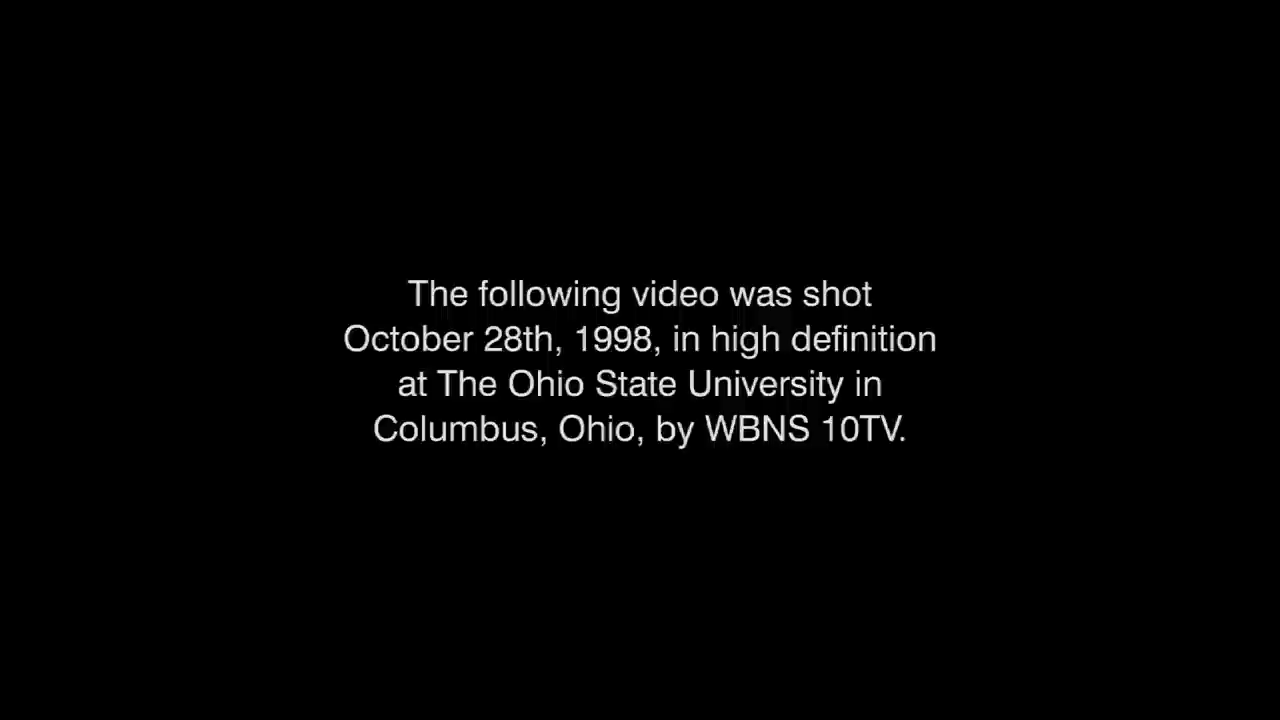 The following video was shot
October 28th, 1998, in high definition
at The Ohio State University in
Columbus, Ohio, by WBNS 10TV.